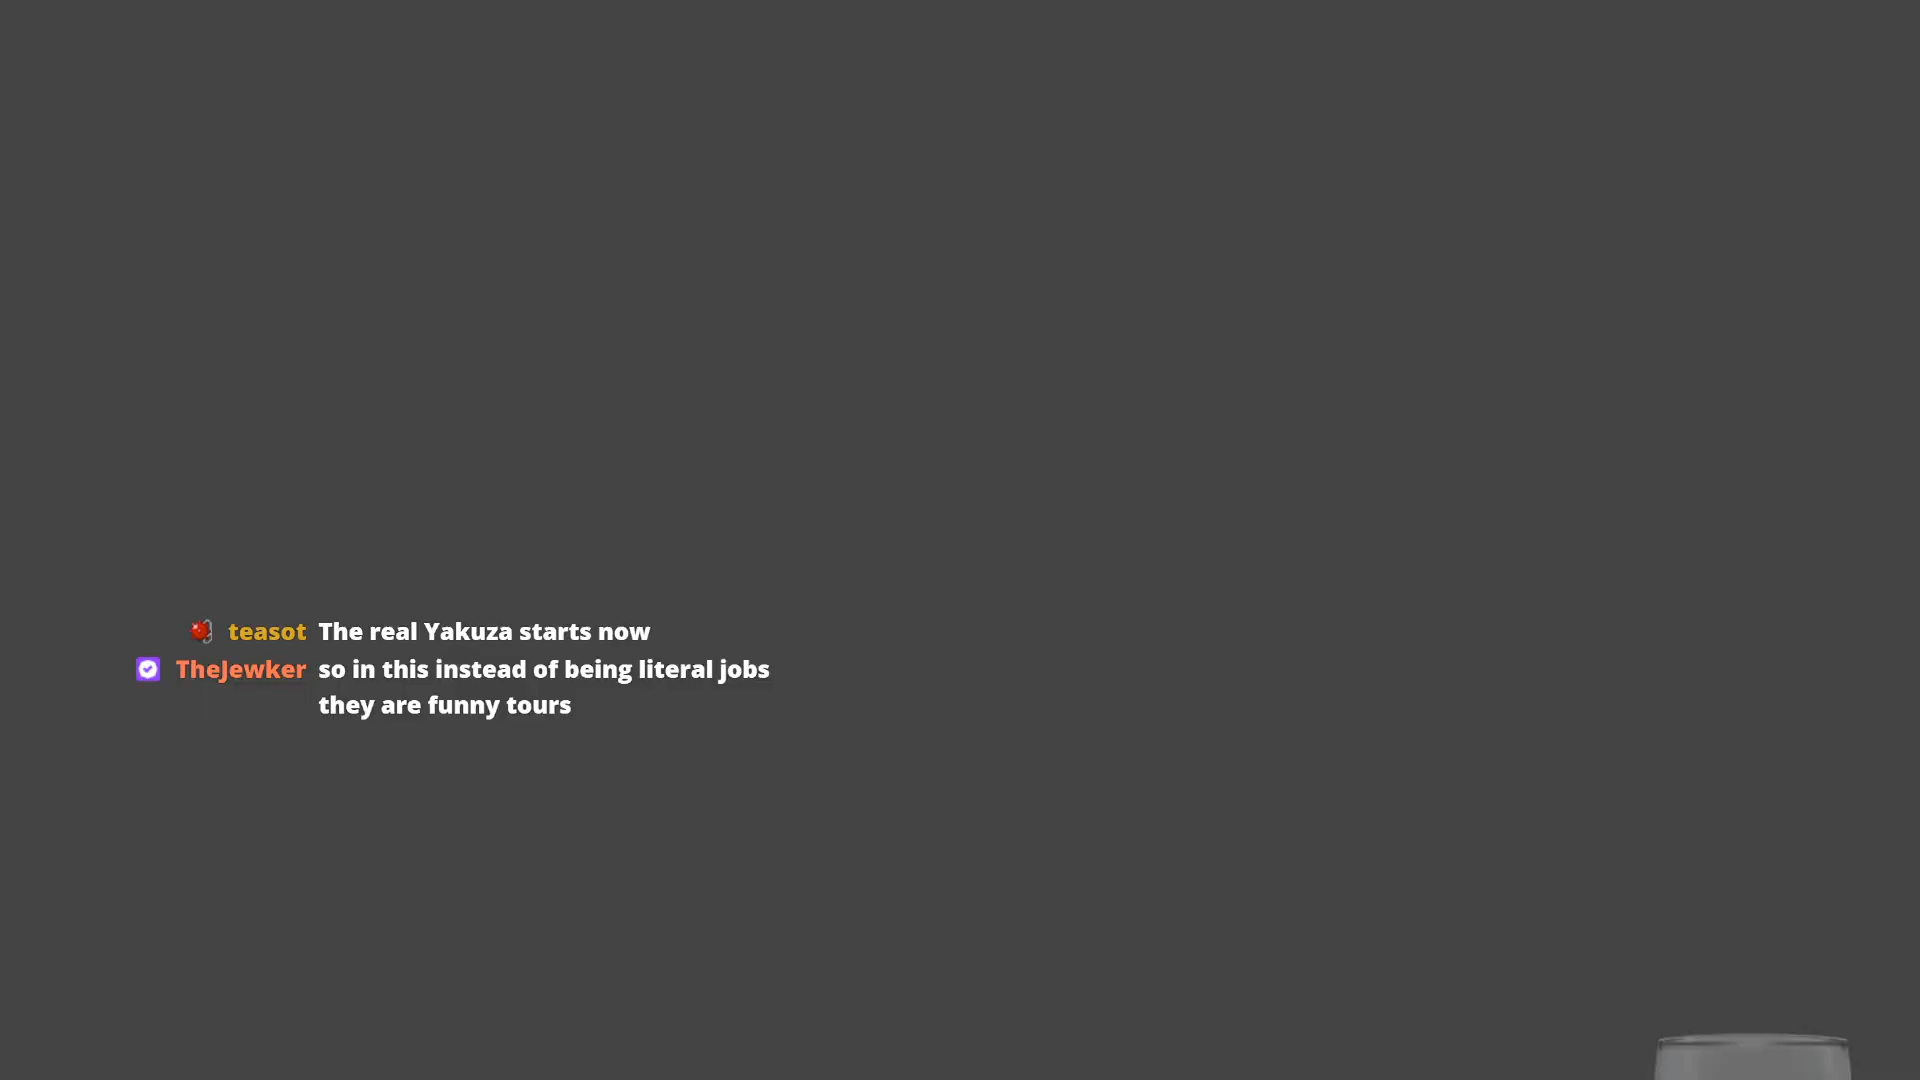 teasot The real Yakuza starts now
TheJewker so in this instead of being literal jobs
they are funny tours